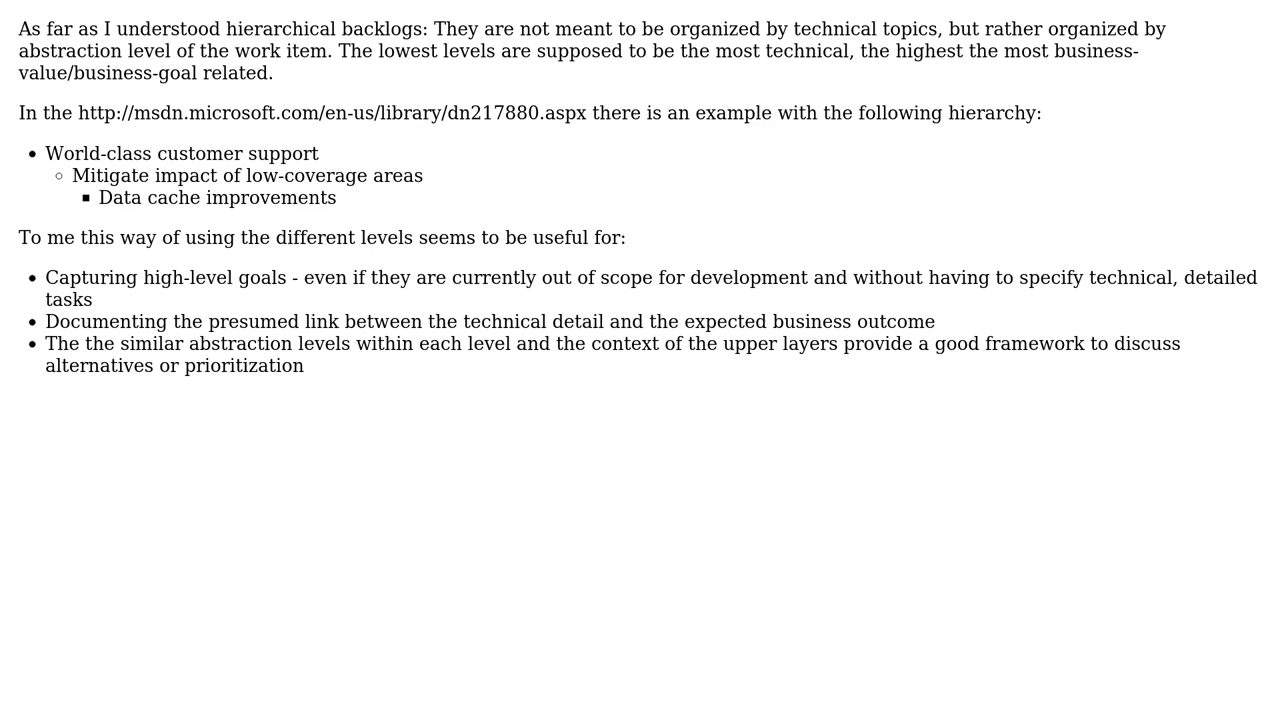 As far as I understood hierarchical backlogs: They are not meant to be organized by technical topics, but rather organized by
abstraction level of the work item. The lowest levels are supposed to be the most technical, the highest the most business-
value/business-goal related.
In the http://msdn.microsoft.com/en-us/library/dn217880.aspx there is an example with the following hierarchy:
• World-class customer support
◦ Mitigate impact of low-coverage areas
▪ Data cache improvements
To me this way of using the different levels seems to be useful for:
• Capturing high-level goals - even if they are currently out of scope for development and without having to specify technical, detailed
tasks
• Documenting the presumed link between the technical detail and the expected business outcome
• The the similar abstraction levels within each level and the context of the upper layers provide a good framework to discuss
alternatives or prioritization